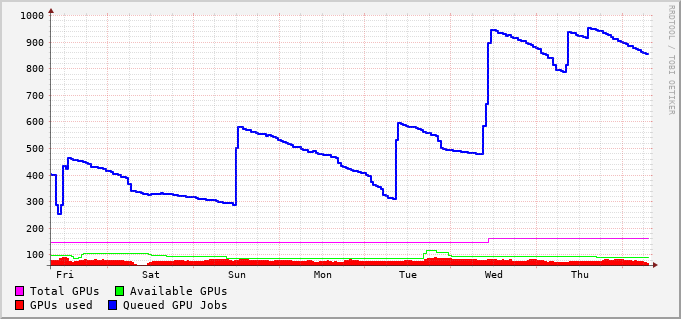 1000
900
800
700
600
500
400
300
200
100
Fri Sat Sun Mon Tue Wed Thu
Total GPUs Available GPUs
GPUs used Queued GPU Jobs
RRDTOOL / TOBI OETIKER